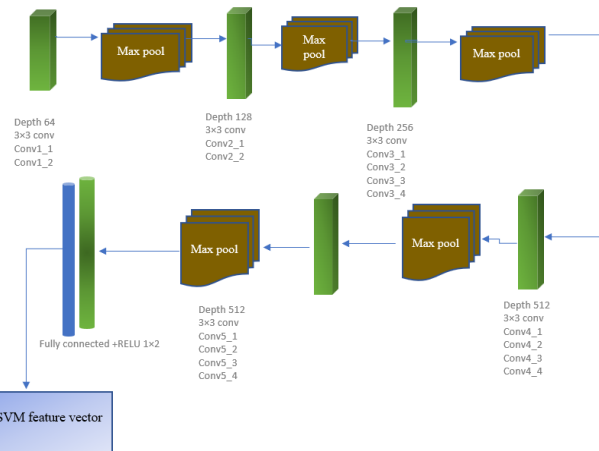 Max pool
Max
pool
Max pool
Depth 64
3×3 conv
Conv1_1
Conv1_2
Depth 128
3×3 conv
Conv2_1
Conv2_2
Depth 256
3×3 conv
Conv3_1
Conv3_2
Conv3_3
Conv3_4
Max pool
Max pool
Depth 512
3×3 conv
Conv5_1
Conv5_2
Conv5_3
Conv5_4
Depth 512
3×3 conv
Conv4_1
Conv4_2
Conv4_3
Conv4_4
Fully connected +RELU 1×2
SVM feature vector